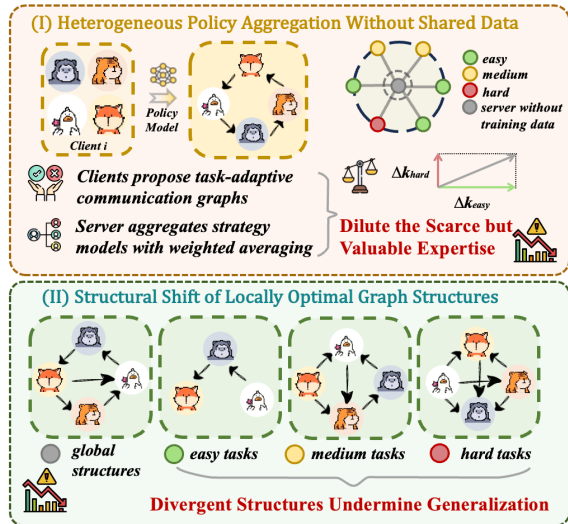 (I) Heterogeneous Policy Aggregation Without Shared Data
Client i
Policy
Model
easy
medium
hard
server without
training data
Clients propose task-adaptive
communication graphs
Server aggregates strategy
models with weighted averaging
Δk_hard
Δk_easy
Dilute the Scarce but
Valuable Expertise
(II) Structural Shift of Locally Optimal Graph Structures
global
structures
easy tasks
medium tasks
hard tasks
Divergent Structures Undermine Generalization